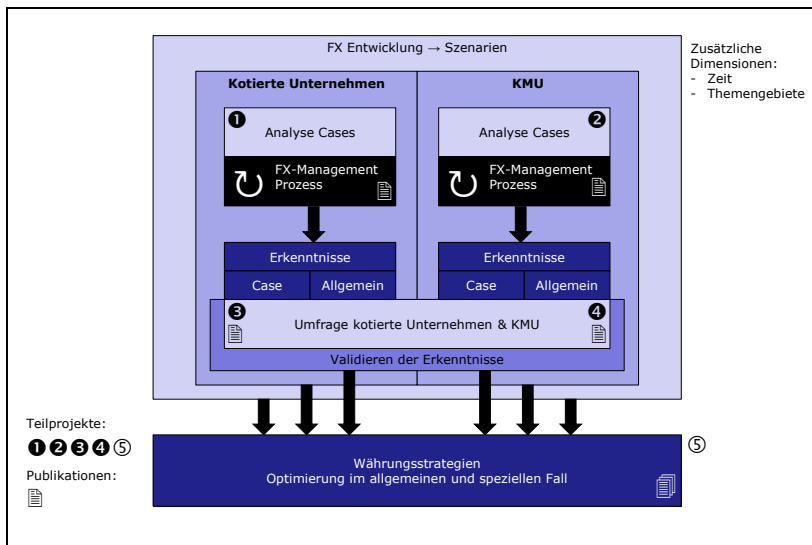 FX Entwicklung → Szenarien
Zusätzliche
Dimensionen:
- Zeit
- Themengebiete
Kotierte Unternehmen
KMU
❶
Analyse Cases
❷
Analyse Cases
FX-Management
Prozess
FX-Management
Prozess
Erkenntnisse
Erkenntnisse
Case
Allgemein
Case
Allgemein
❸
❹
Umfrage kotierte Unternehmen & KMU
Validieren der Erkenntnisse
Teilprojekte:
❶❷❸❹⑤
Publikationen:
⑤
Währungsstrategien
Optimierung im allgemeinen und speziellen Fall